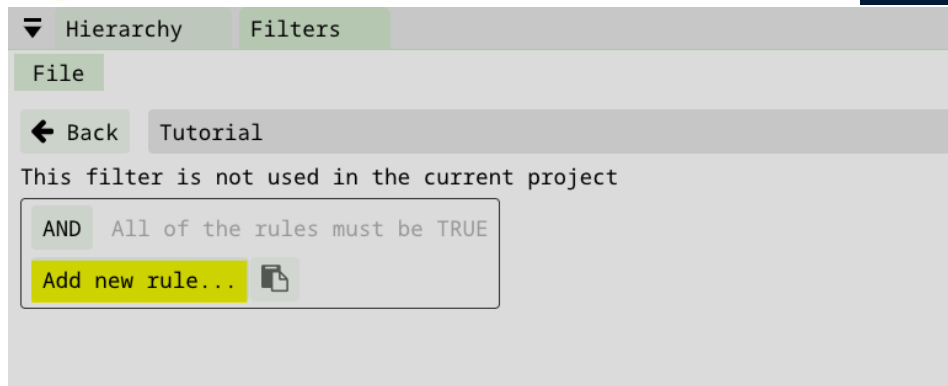 Hierarchy Filters
File
Back Tutorial
This filter is not used in the current project
AND All of the rules must be TRUE
Add new rule...